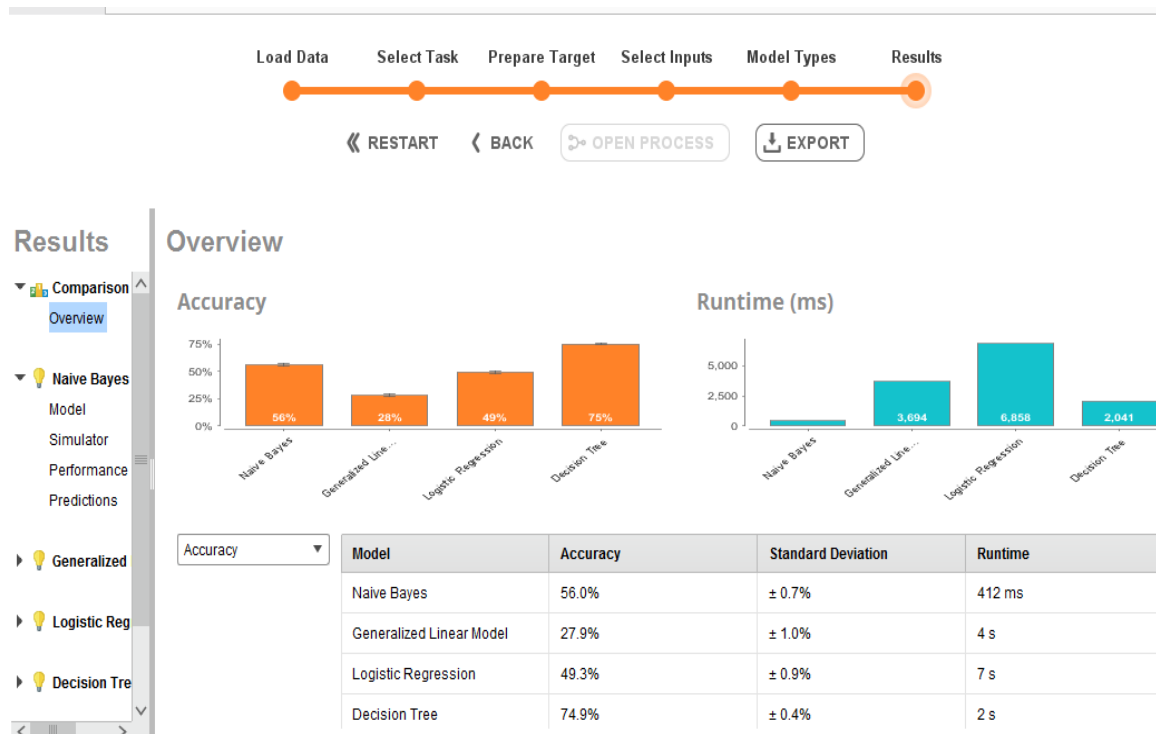 Load Data Select Task Prepare Target Select Inputs Model Types Results
RESTART BACK OPEN PROCESS EXPORT
Results
Comparison
Overview
Naive Bayes
Model
Simulator
Performance
Predictions
Generalized
Logistic Reg
Decision Tre
Overview
Accuracy
75%
50%
25%
0%
56% 28% 49% 75%
Naive Bayes
Generalized Line...
Logistic Regression
Decision Tree
Runtime (ms)
5,000
2,500
0
3,694 6,858 2,041
Naive Bayes
Generalized Line...
Logistic Regression
Decision Tree
Accuracy
Model Accuracy Standard Deviation Runtime
Naive Bayes 56.0% ± 0.7% 412 ms
Generalized Linear Model 27.9% ± 1.0% 4 s
Logistic Regression 49.3% ± 0.9% 7 s
Decision Tree 74.9% ± 0.4% 2 s